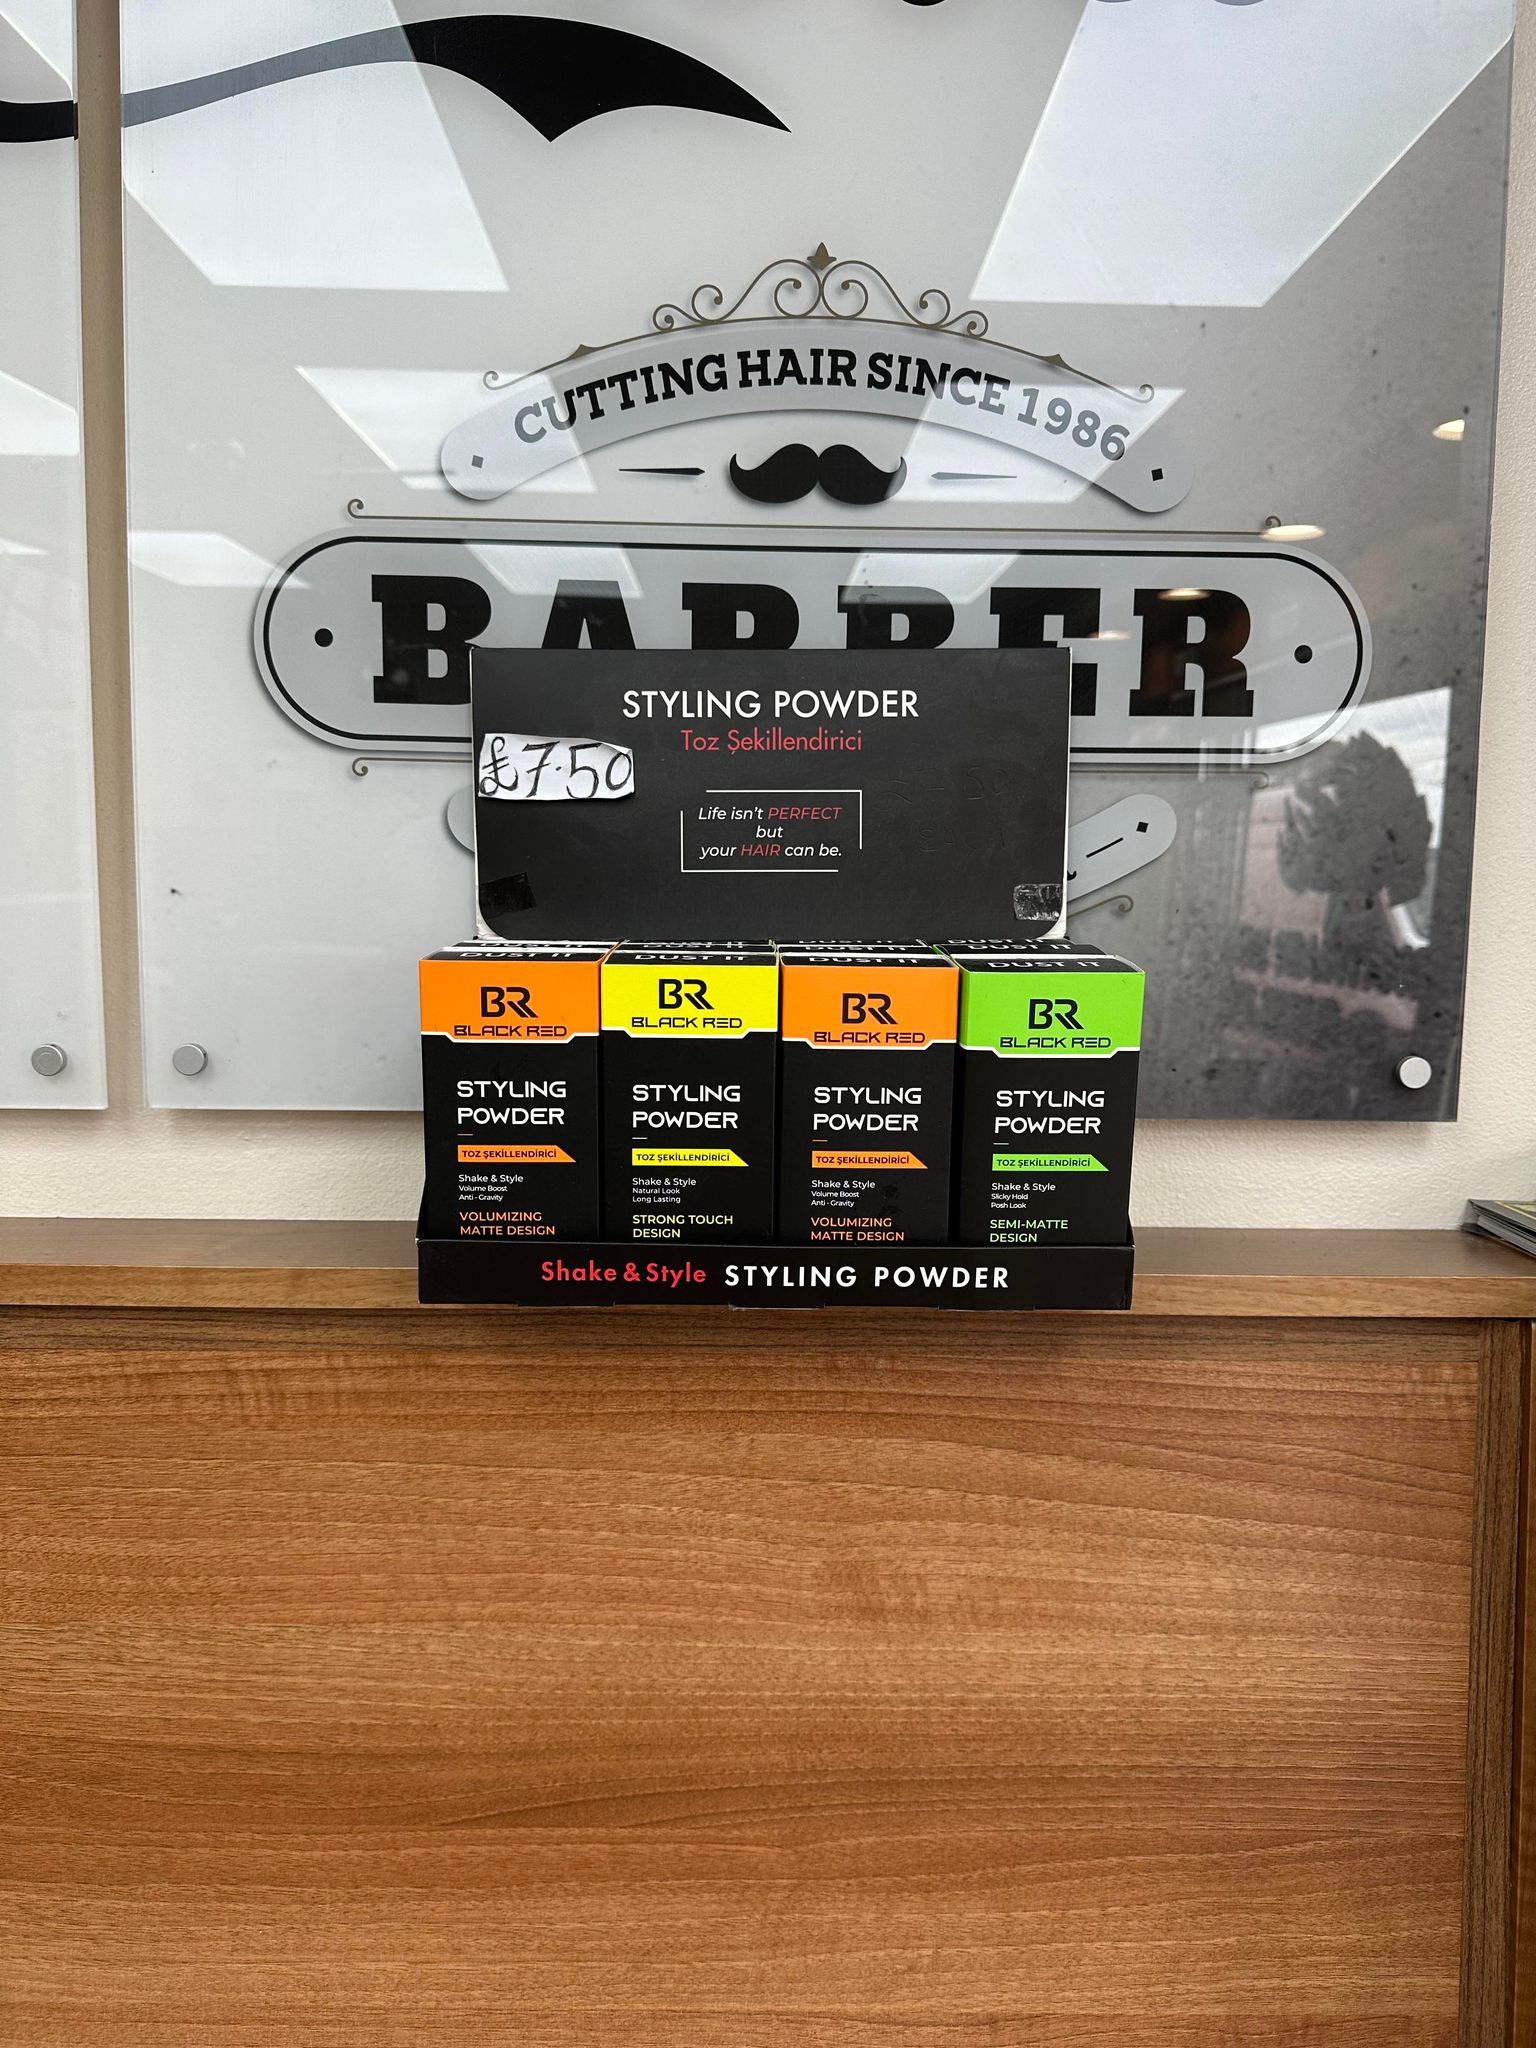 CUTTING HAIR SINCE 1986
BARBER
STYLING POWDER
Toz Şekillendirici
£7.50
Life isn't PERFECT
but
your HAIR can be.
DUST IT
DUST IT
DUST IT
DUST IT
BR
BLACK RED
STYLING
POWDER
TOZ ŞEKİLLENDİRİCİ
Shake & Style
Volume Boost
Anti - Gravity
VOLUMIZING
MATTE DESIGN
BR
BLACK RED
STYLING
POWDER
TOZ ŞEKİLLENDİRİCİ
Shake & Style
Natural Look
Long Lasting
STRONG TOUCH
DESIGN
BR
BLACK RED
STYLING
POWDER
TOZ ŞEKİLLENDİRİCİ
Shake & Style
Volume Boost
Anti - Gravity
VOLUMIZING
MATTE DESIGN
BR
BLACK RED
STYLING
POWDER
TOZ ŞEKİLLENDİRİCİ
Shake & Style
Slicky Hold
Posh Look
SEMI-MATTE
DESIGN
Shake & Style STYLING POWDER